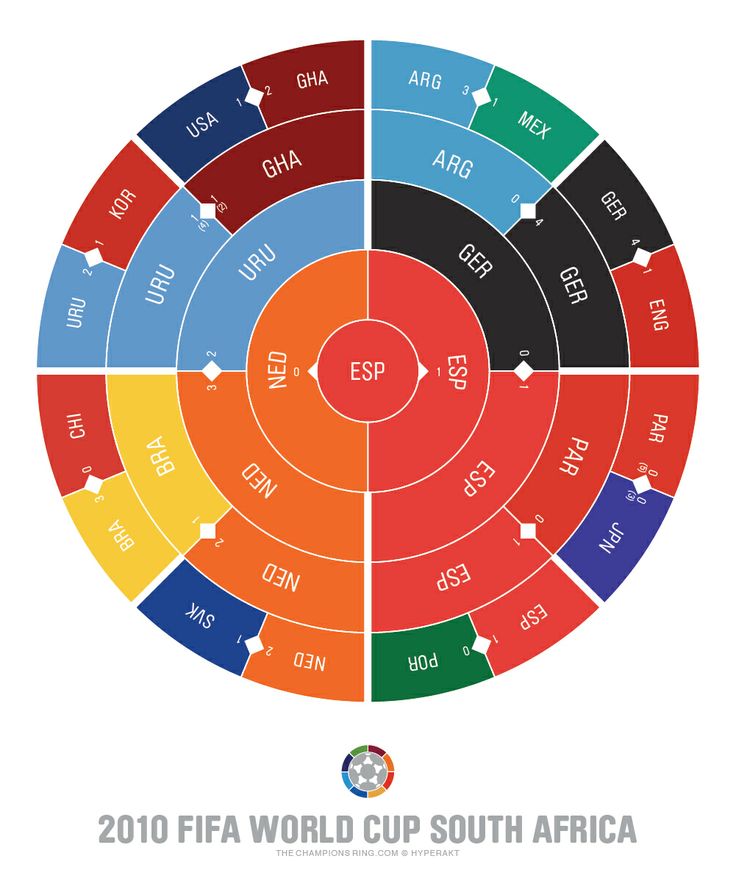 GHA
2
1
USA
ARG
3
1
MEX
KOR
1
2
URU
GHA
1 (2)
1 (4)
URU
ARG
0
4
GER
GER
4
1
ENG
URU
GER
2
3
0
1
NED
0
ESP
1
ESP
CHI
0
3
BRA
BRA
1
2
NED
NED
SVK
1
2
NED
ESP
PAR
0
1
ESP
PAR
0 (5)
0 (3)
JPN
POR
0
1
ESP
2010 FIFA WORLD CUP SOUTH AFRICA
THE CHAMPIONS RING.COM © HYPERAKT